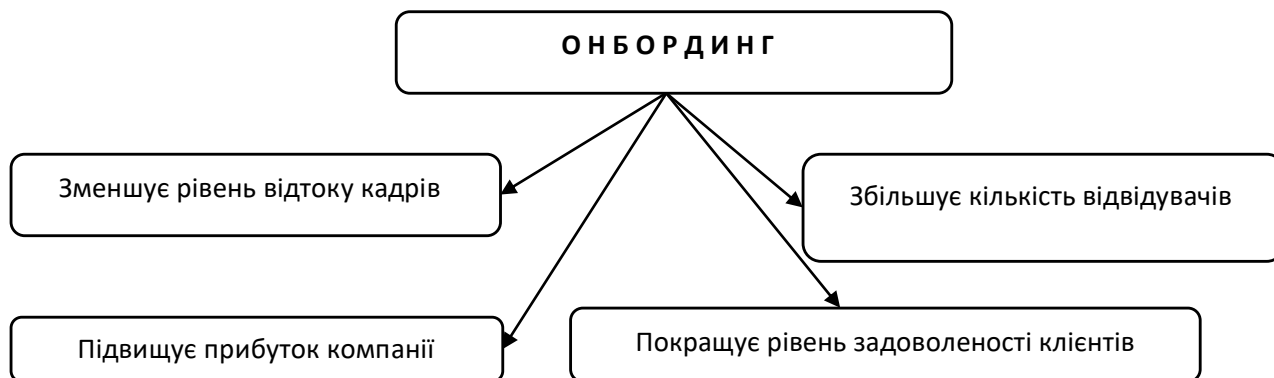 О Н Б О Р Д И Н Г
Зменшує рівень відтоку кадрів
Збільшує кількість відвідувачів
Підвищує прибуток компанії
Покращує рівень задоволеності клієнтів